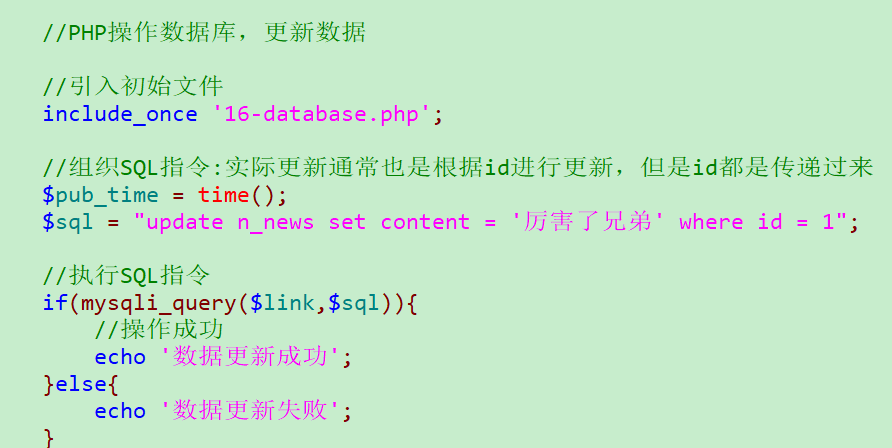 //PHP操作数据库，更新数据
//引入初始文件
include_once '16-database.php';
//组织SQL指令:实际更新通常也是根据id进行更新，但是id都是传递过来
$pub_time = time();
$sql = "update n_news set content = '厉害了兄弟' where id = 1";
//执行SQL指令
if(mysqli_query($link,$sql)){
    //操作成功
    echo '数据更新成功';
}else{
    echo '数据更新失败';
}